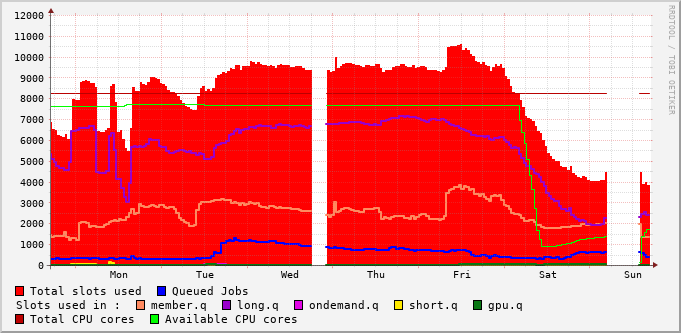 12000
11000
10000
9000
8000
7000
6000
5000
4000
3000
2000
1000
0
Mon Tue Wed Thu Fri Sat Sun
RRDTOOL / TOBI OETIKER
Total slots used Queued Jobs
Slots used in : member.q long.q ondemand.q short.q gpu.q
Total CPU cores Available CPU cores